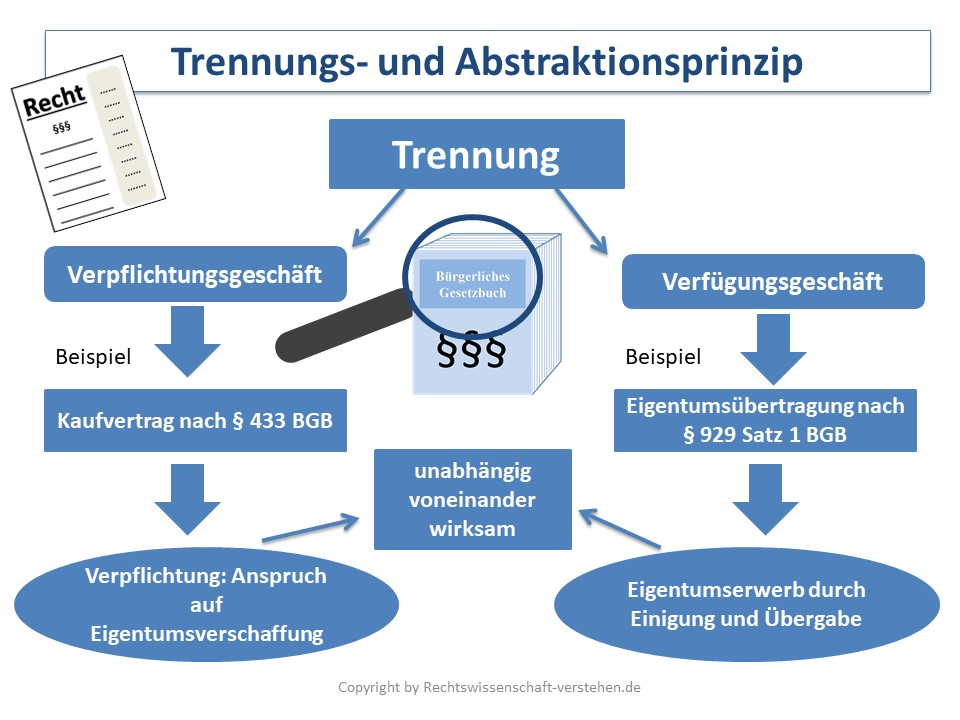 Trennungs- und Abstraktionsprinzip
Recht
§§§
Trennung
Verpflichtungsgeschäft
Bürgerliches
Gesetzbuch
§§§
Verfügungsgeschäft
Beispiel
Beispiel
Kaufvertrag nach § 433 BGB
Eigentumsübertragung nach
§ 929 Satz 1 BGB
unabhängig
voneinander
wirksam
Verpflichtung: Anspruch
auf
Eigentumsverschaffung
Eigentumserwerb durch
Einigung und Übergabe
Copyright by Rechtswissenschaft-verstehen.de